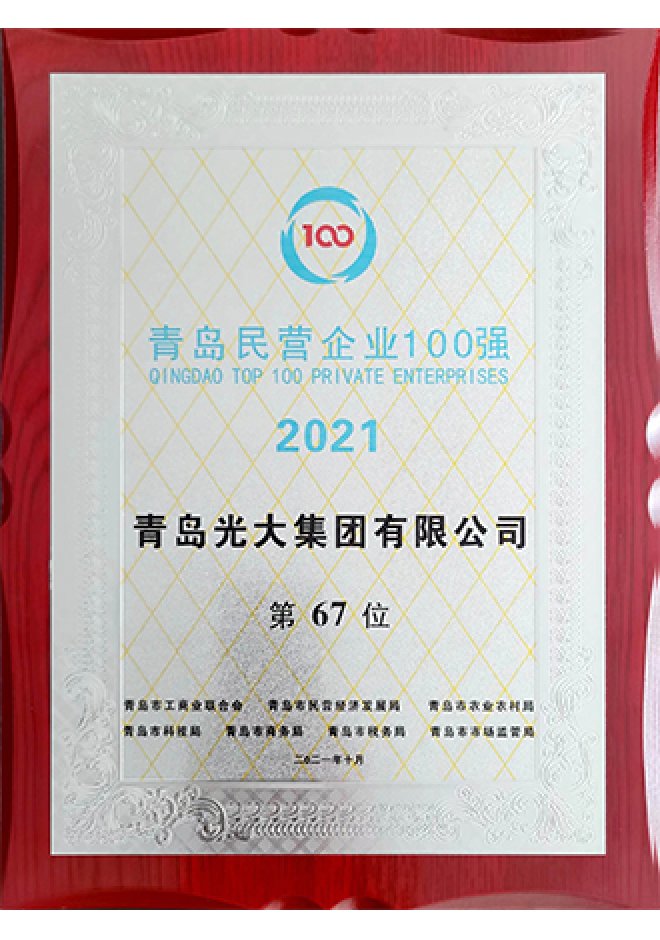 100
青岛民营企业100强
QINGDAO TOP 100 PRIVATE ENTERPRISES
2021
青岛光大集团有限公司
第 67 位
青岛市工商业联合会 青岛市民营经济发展局 青岛市农业农村局
青岛市科技局 青岛市商务局 青岛市税务局 青岛市市场监管局
二〇二一年十月